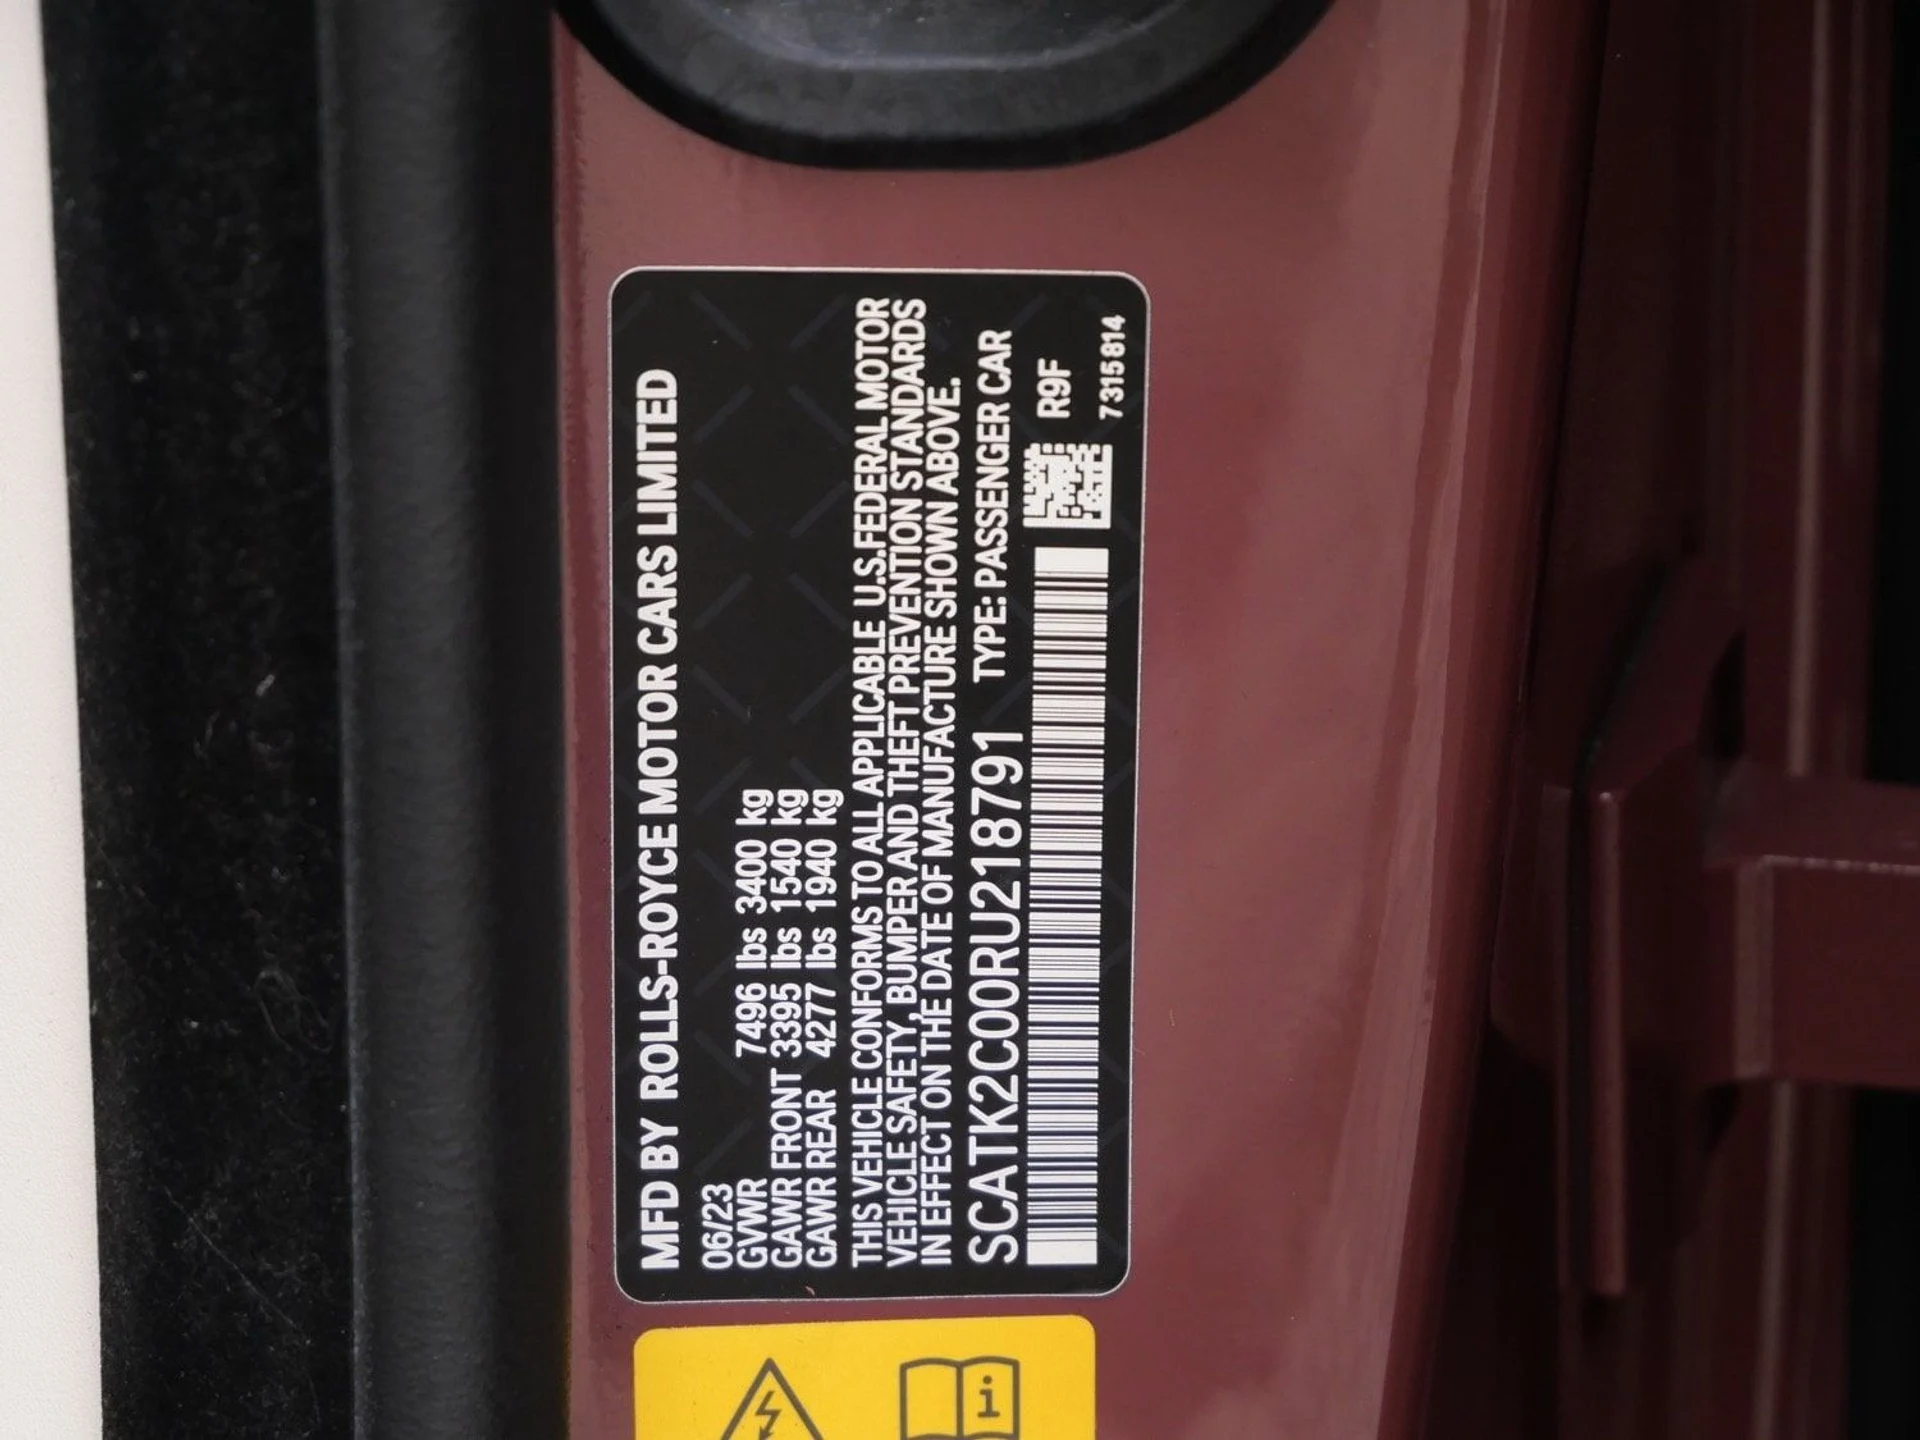 MFD BY ROLLS-ROYCE MOTOR CARS LIMITED
06/23
GVWR 7496 lbs 3400 kg
GAWR FRONT 3395 lbs 1540 kg
GAWR REAR 4277 lbs 1940 kg
THIS VEHICLE CONFORMS TO ALL APPLICABLE U.S.FEDERAL MOTOR
VEHICLE SAFETY, BUMPER AND THEFT PREVENTION STANDARDS
IN EFFECT ON THE DATE OF MANUFACTURE SHOWN ABOVE.
SCATK2C00RU218791 TYPE: PASSENGER CAR
R9F
7315814
i